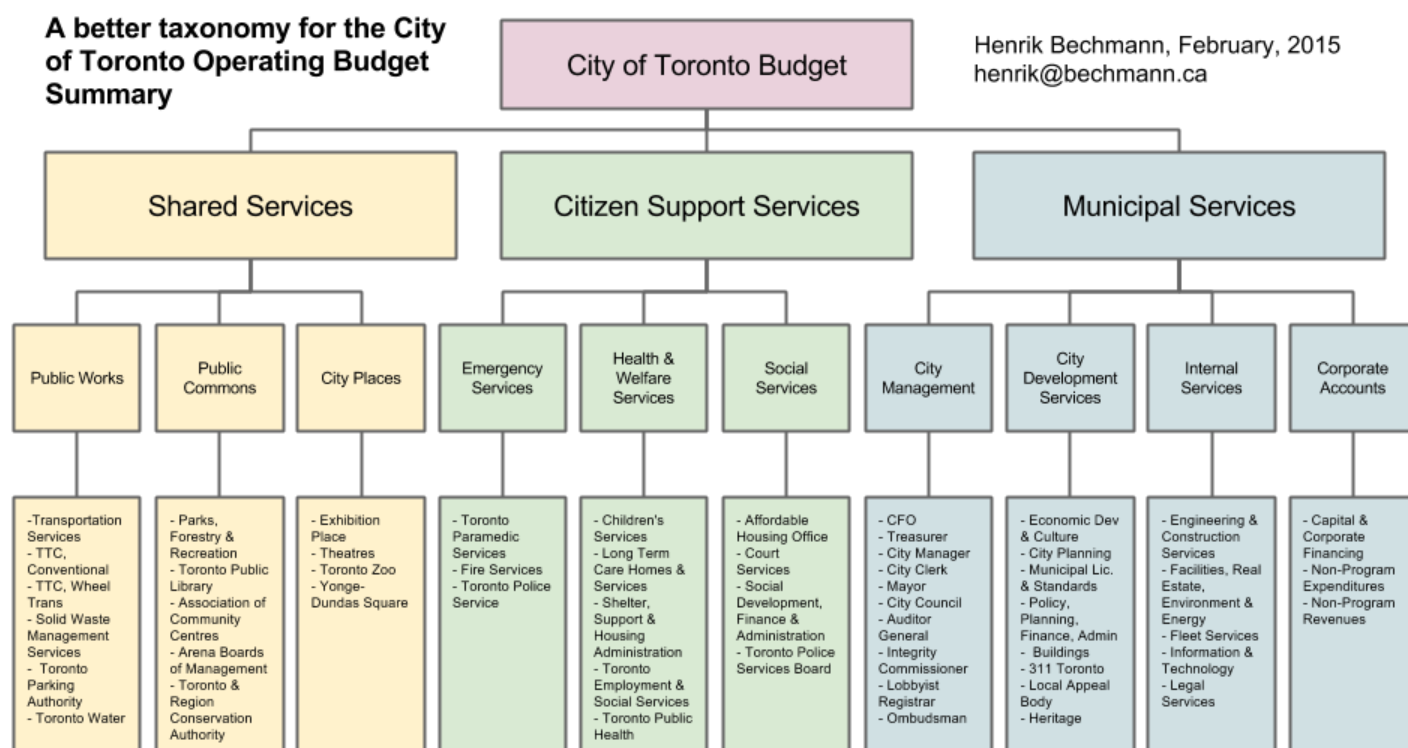 A better taxonomy for the City
of Toronto Operating Budget
Summary
City of Toronto Budget
Henrik Bechmann, February, 2015
henrik@bechmann.ca
Shared Services
Citizen Support Services
Municipal Services
Public Works
Public
Commons
City Places
Emergency
Services
Health &
Welfare
Services
Social
Services
City
Management
City
Development
Services
Internal
Services
Corporate
Accounts
-Transportation
Services
- TTC,
Conventional
- TTC, Wheel
Trans
- Solid Waste
Management
Services
- Toronto
Parking
Authority
- Toronto Water
- Parks,
Forestry &
Recreation
- Toronto Public
Library
- Association of
Community
Centres
- Arena Boards
of Management
- Toronto &
Region
Conservation
Authority
- Exhibition
Place
- Theatres
- Toronto Zoo
- Yonge-
Dundas Square
- Toronto
Paramedic
Services
- Fire Services
- Toronto Police
Service
- Children's
Services
- Long Term
Care Homes &
Services
- Shelter,
Support &
Housing
Administration
- Toronto
Employment &
Social Services
- Toronto Public
Health
- Affordable
Housing Office
- Court
Services
- Social
Development,
Finance &
Administration
- Toronto Police
Services Board
- CFO
- Treasurer
- City Manager
- City Clerk
- Mayor
- City Council
- Auditor
General
- Integrity
Commissioner
- Lobbyist
Registrar
- Ombudsman
- Economic Dev
& Culture
- City Planning
- Municipal Lic.
& Standards
- Policy,
Planning,
Finance, Admin
- Buildings
- 311 Toronto
- Local Appeal
Body
- Heritage
- Engineering &
Construction
Services
- Facilities, Real
Estate,
Environment &
Energy
- Fleet Services
- Information &
Technology
- Legal
Services
- Capital &
Corporate
Financing
- Non-Program
Expenditures
- Non-Program
Revenues